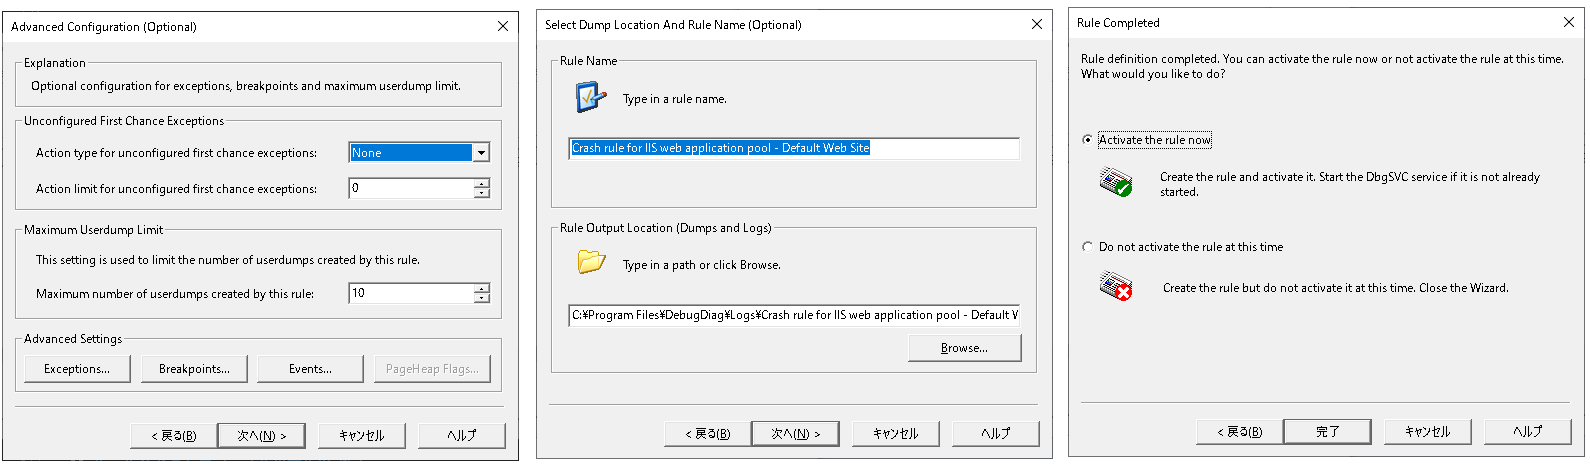 Advanced Configuration (Optional)
Explanation
Optional configuration for exceptions, breakpoints and maximum userdump limit.
Unconfigured First Chance Exceptions
Action type for unconfigured first chance exceptions:
None
Action limit for unconfigured first chance exceptions:
0
Maximum Userdump Limit
This setting is used to limit the number of userdumps created by this rule.
Maximum number of userdumps created by this rule:
10
Advanced Settings
Exceptions...
Breakpoints...
Events...
PageHeap Flags...
< 戻る(B)
次へ(N) >
キャンセル
ヘルプ
Select Dump Location And Rule Name (Optional)
Rule Name
Type in a rule name.
Crash rule for IIS web application pool - Default Web Site
Rule Output Location (Dumps and Logs)
Type in a path or click Browse.
C:¥Program Files¥DebugDiag¥Logs¥Crash rule for IIS web application pool - Default W
Browse...
< 戻る(B)
次へ(N) >
キャンセル
ヘルプ
Rule Completed
Rule definition completed. You can activate the rule now or not activate the rule at this time.
What would you like to do?
Activate the rule now
Create the rule and activate it. Start the DbgSVC service if it is not already
started.
Do not activate the rule at this time
Create the rule but do not activate it at this time. Close the Wizard.
< 戻る(B)
完了
キャンセル
ヘルプ